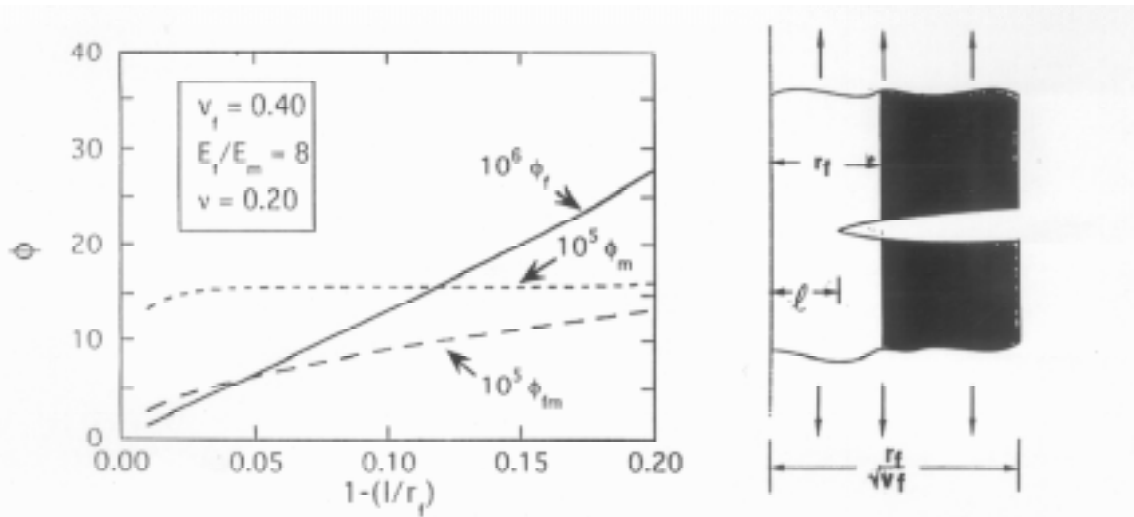 40
30
20
10
0
ϕ
v_f = 0.40
E_f/E_m = 8
ν = 0.20
10^6 ϕ_f
10^5 ϕ_m
10^5 ϕ_fm
0.00 0.05 0.10 0.15 0.20
1-(l/r_f)
r_f
ℓ
r_f
√v_f